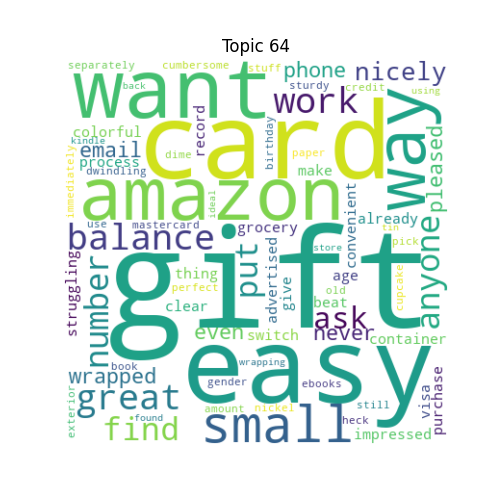 Topic 64
separately cumbersome stuff phone nicely
back sturdy credit using
want work way
colorful record birthday
email card paper
process dime make pleased
kindle
dwindling
immediately amazon ideal convenient anyone
use mastercard grocery already
balance store tin pick
struggling number gift put advertised age cupcake
thing give old
clear beat ask
even switch never container
wrapped book easy wrapping perfect
gender ebooks
great amount nickel still visa purchase
exterior found small heck
find impressed